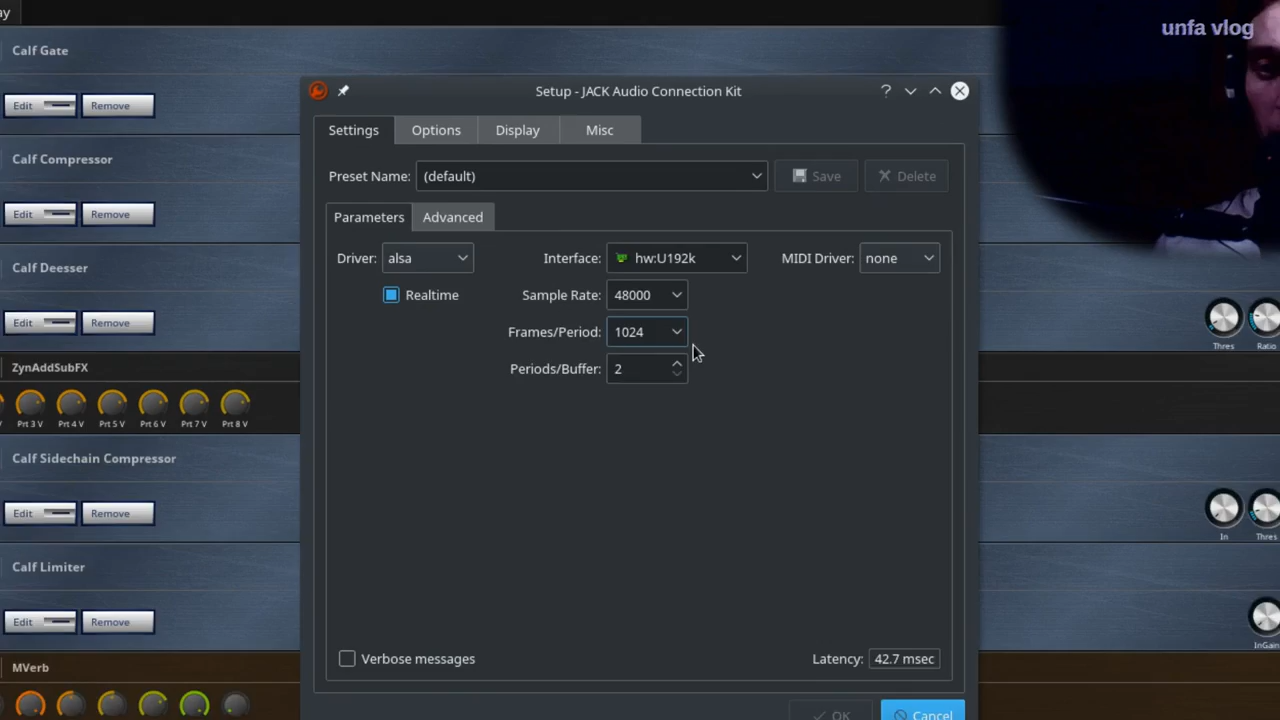 ay
unfa vlog
Calf Gate
Edit Remove
Setup - JACK Audio Connection Kit
?
Settings Options Display Misc
Calf Compressor
Preset Name: (default) Save Delete
Edit Remove
Parameters Advanced
Driver: alsa Interface: hw:U192k MIDI Driver: none
Calf Deesser
Realtime Sample Rate: 48000
Edit Remove
Frames/Period: 1024
Thres Ratio
Periods/Buffer: 2
ZynAddSubFX
V Prt 3 V Prt 4 V Prt 5 V Prt 6 V Prt 7 V Prt 8 V
Calf Sidechain Compressor
Edit Remove
In Thres
Calf Limiter
Edit Remove
InGain
Verbose messages Latency: 42.7 msec
MVerb
OK Cancel